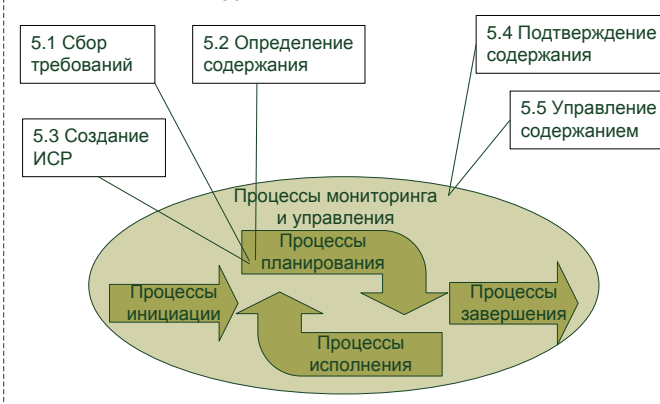 5.1 Сбор
требований
5.2 Определение
содержания
5.4 Подтверждение
содержания
5.5 Управление
содержанием
5.3 Создание
ИСР
Процессы мониторинга
и управления
Процессы
планирования
Процессы
инициации
Процессы
завершения
Процессы
исполнения